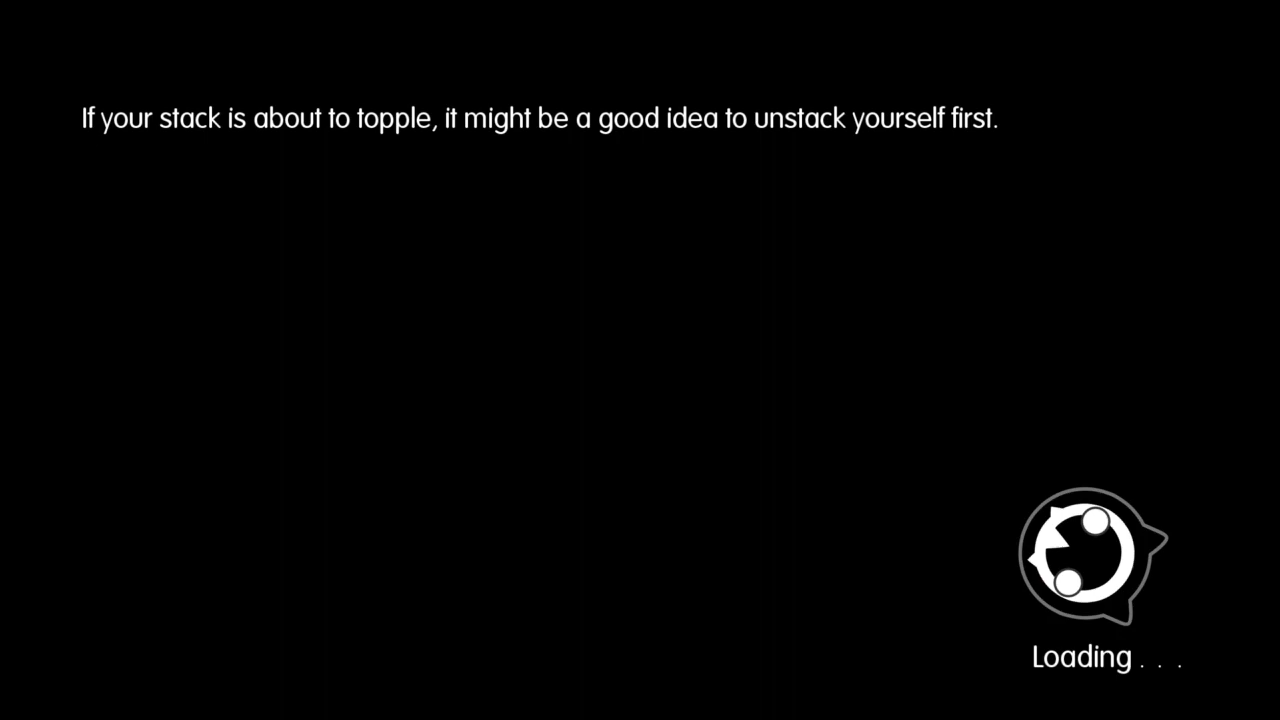 If your stack is about to topple, it might be a good idea to unstack yourself first.
Loading . . .